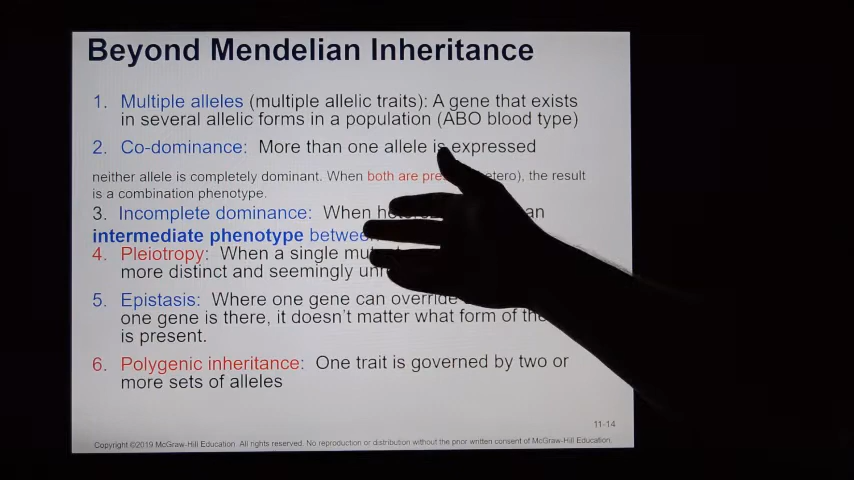 Beyond Mendelian Inheritance
1. Multiple alleles (multiple allelic traits): A gene that exists
in several allelic forms in a population (ABO blood type)
2. Co-dominance: More than one allele is expressed
neither allele is completely dominant. When both are the result
is a combination phenotype.
3. Incomplete dominance: When an
intermediate phenotype
4. Pleiotropy: When a single
more distinct and seemingly
5. Epistasis: Where one gene can override
one gene is there, it doesn't matter what form of
is present.
6. Polygenic inheritance: One trait is governed by two or
more sets of alleles
11-14
Copyright ©2019 McGraw-Hill Education. All rights reserved. No reproduction or distribution without the prior written consent of McGraw-Hill Education.